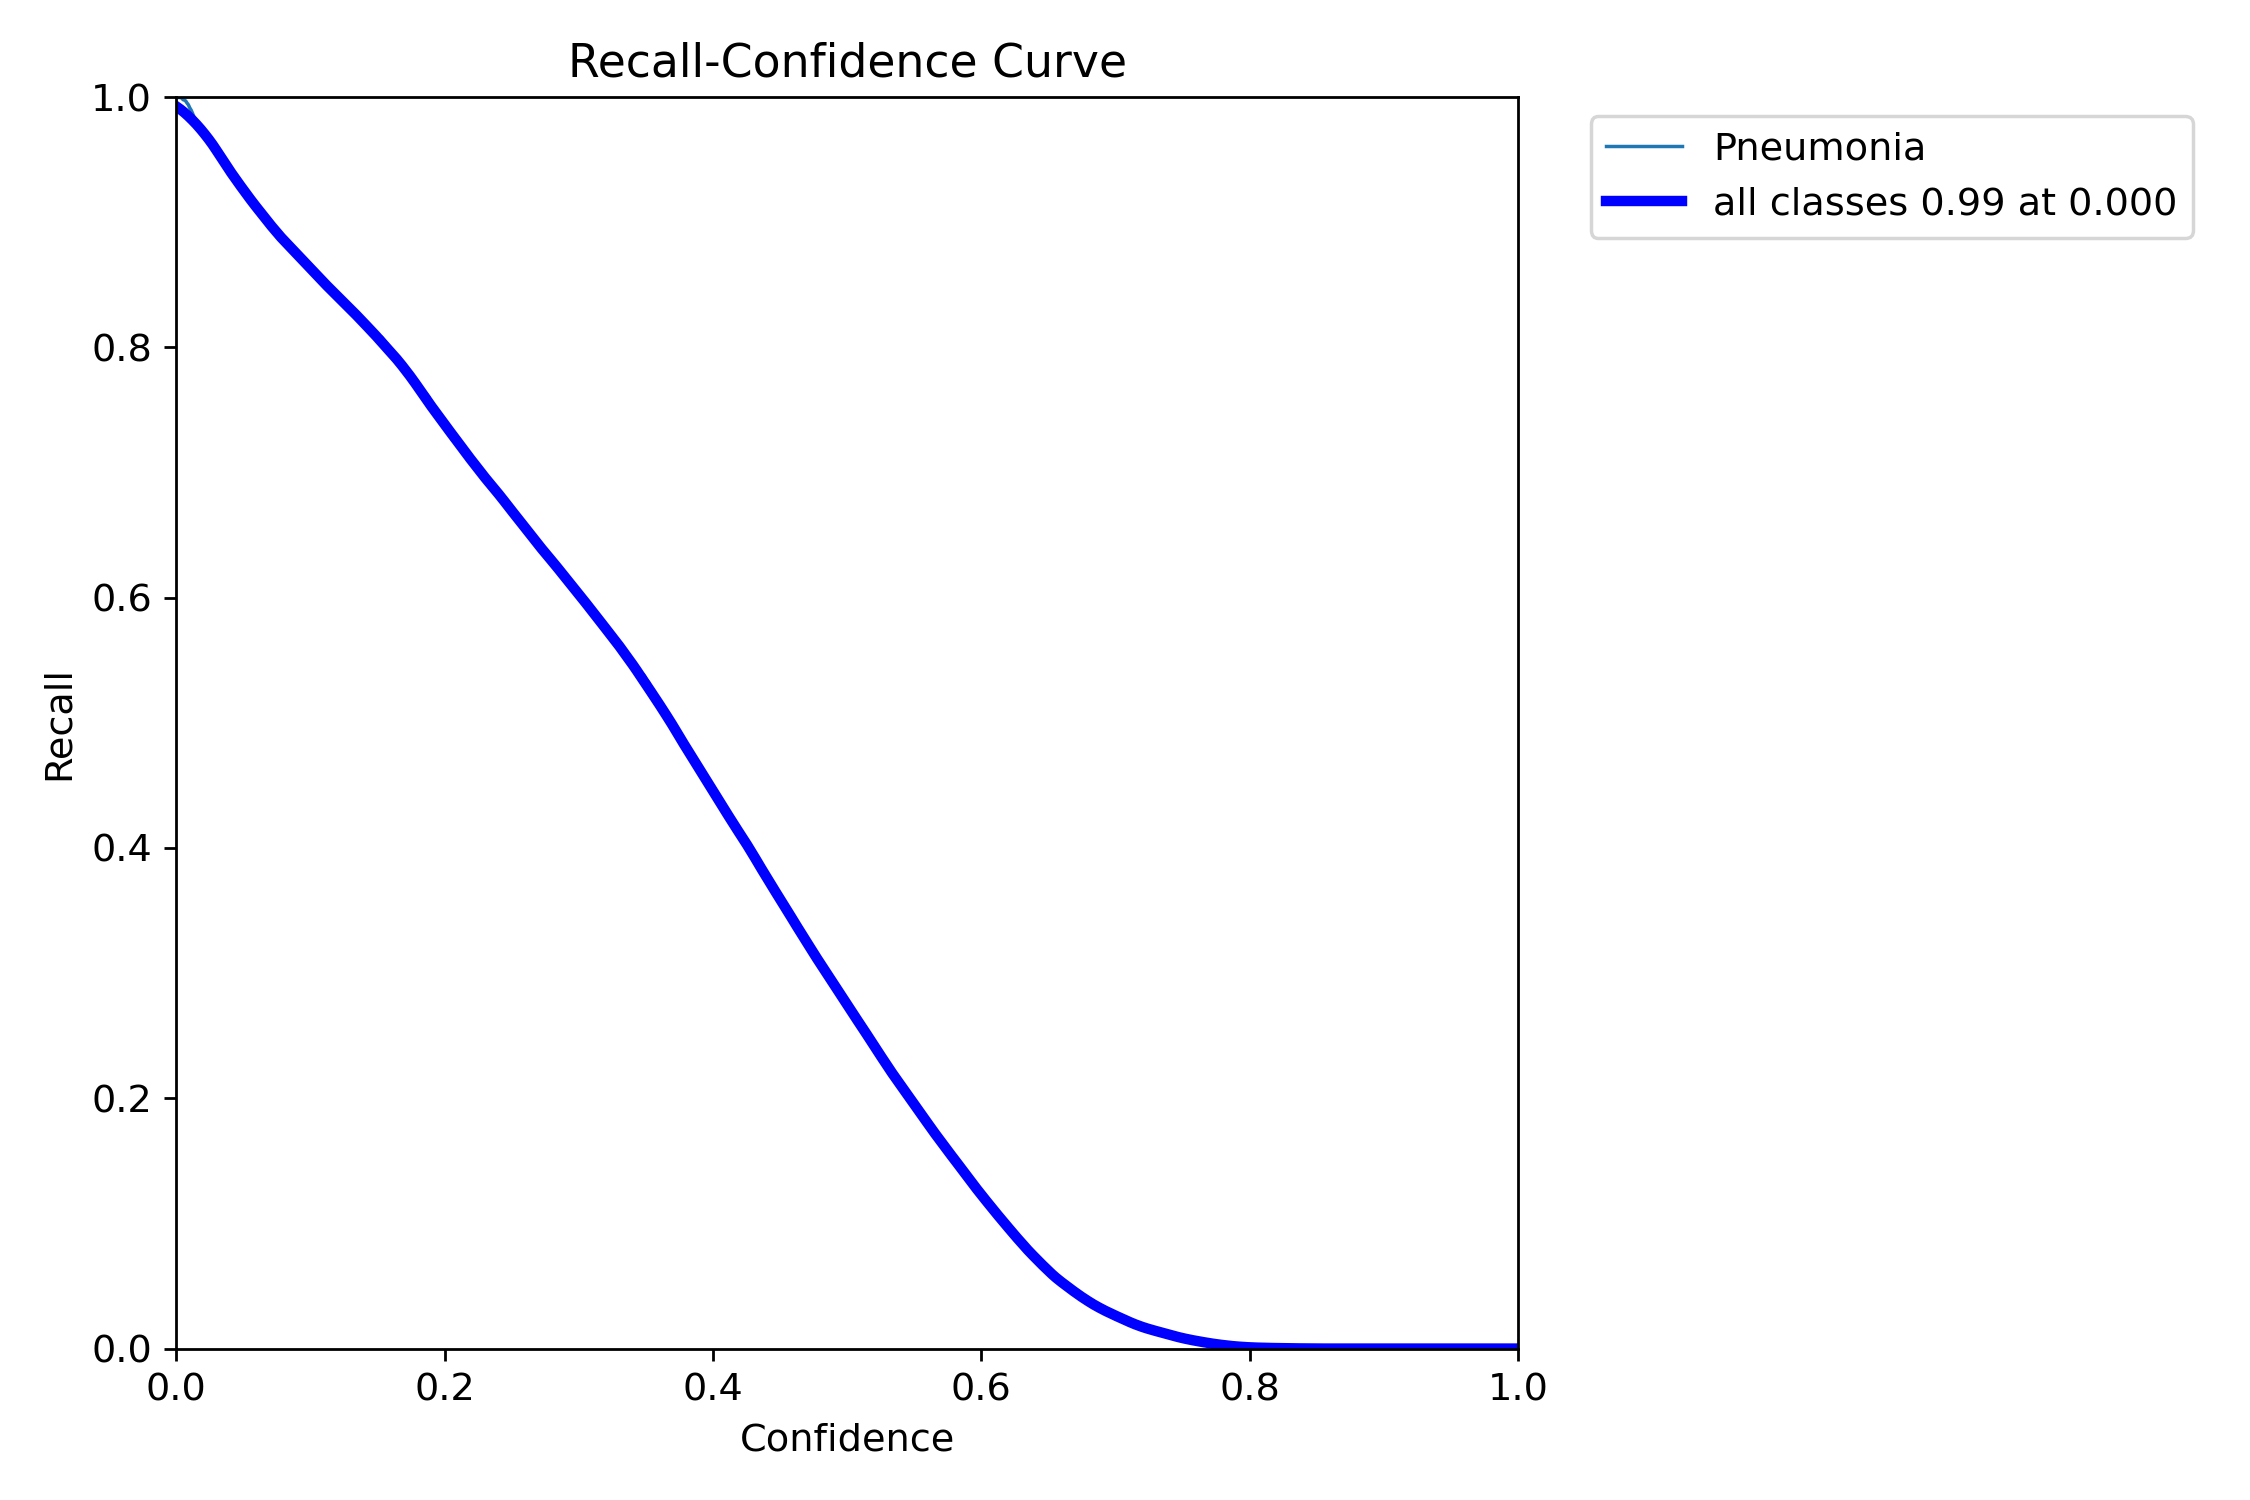 Recall-Confidence Curve
1.0
0.8
0.6
0.4
0.2
0.0
Recall
0.0 0.2 0.4 0.6 0.8 1.0
Confidence
Pneumonia
all classes 0.99 at 0.000